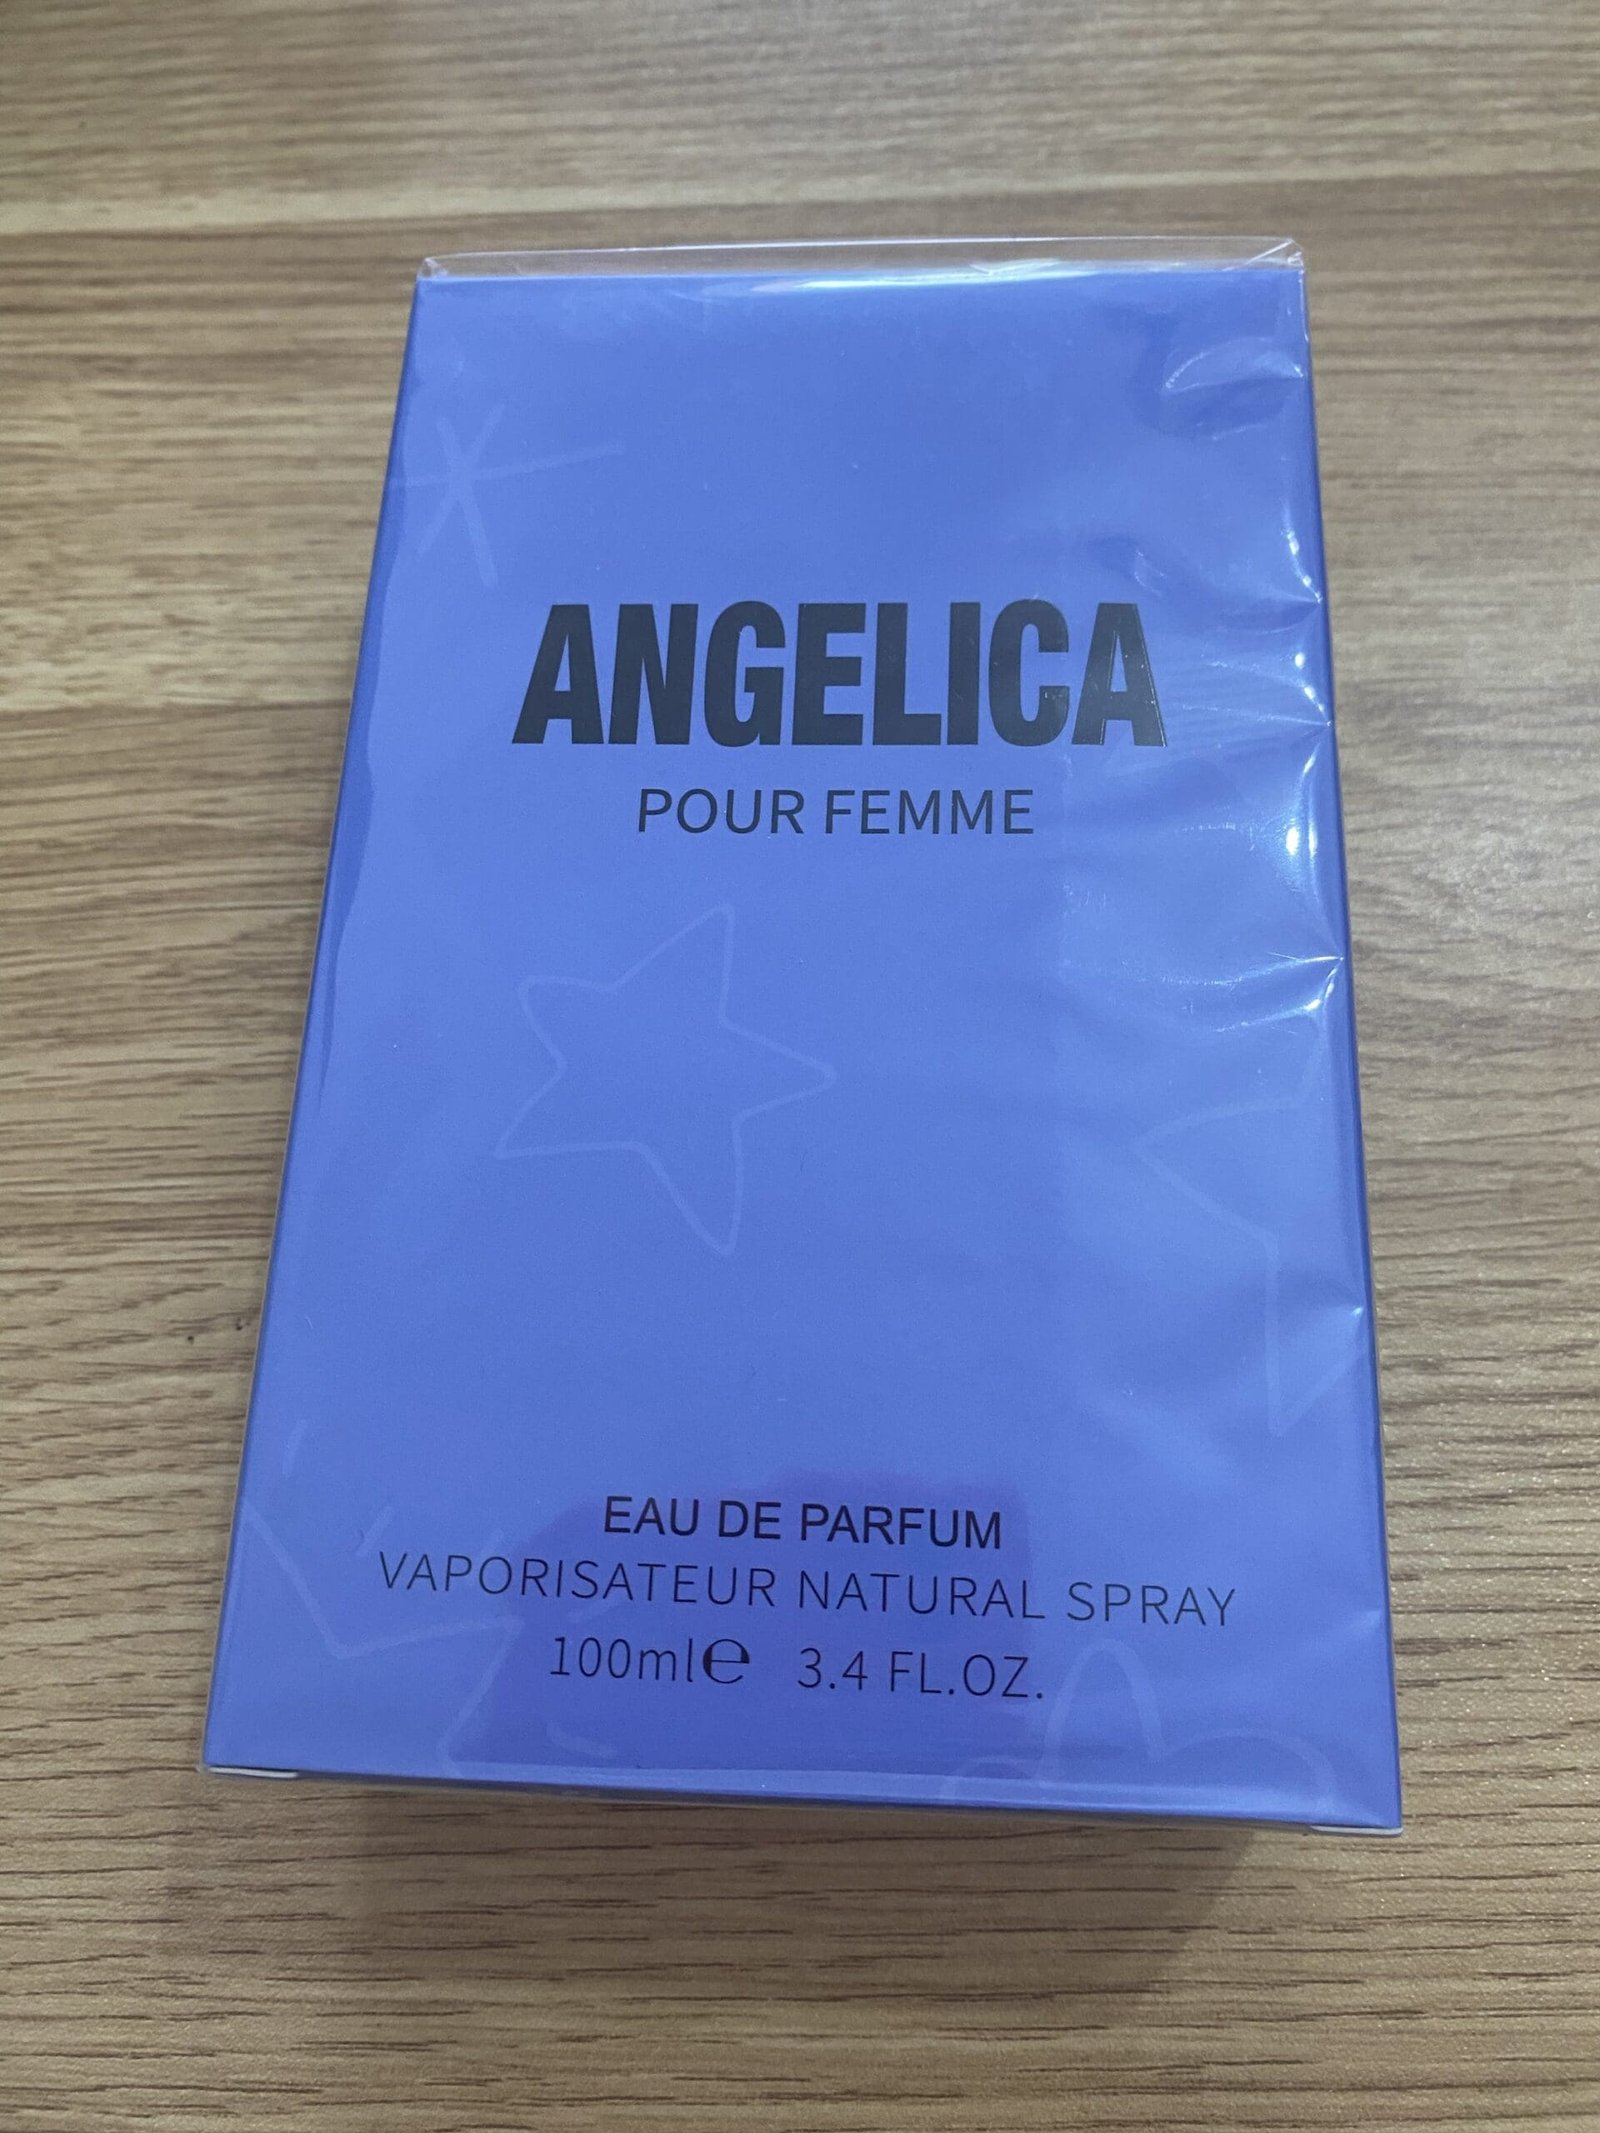 ANGELICA
POUR FEMME
EAU DE PARFUM
VAPORISATEUR NATURAL SPRAY
100ml℮ 3.4 FL.OZ.